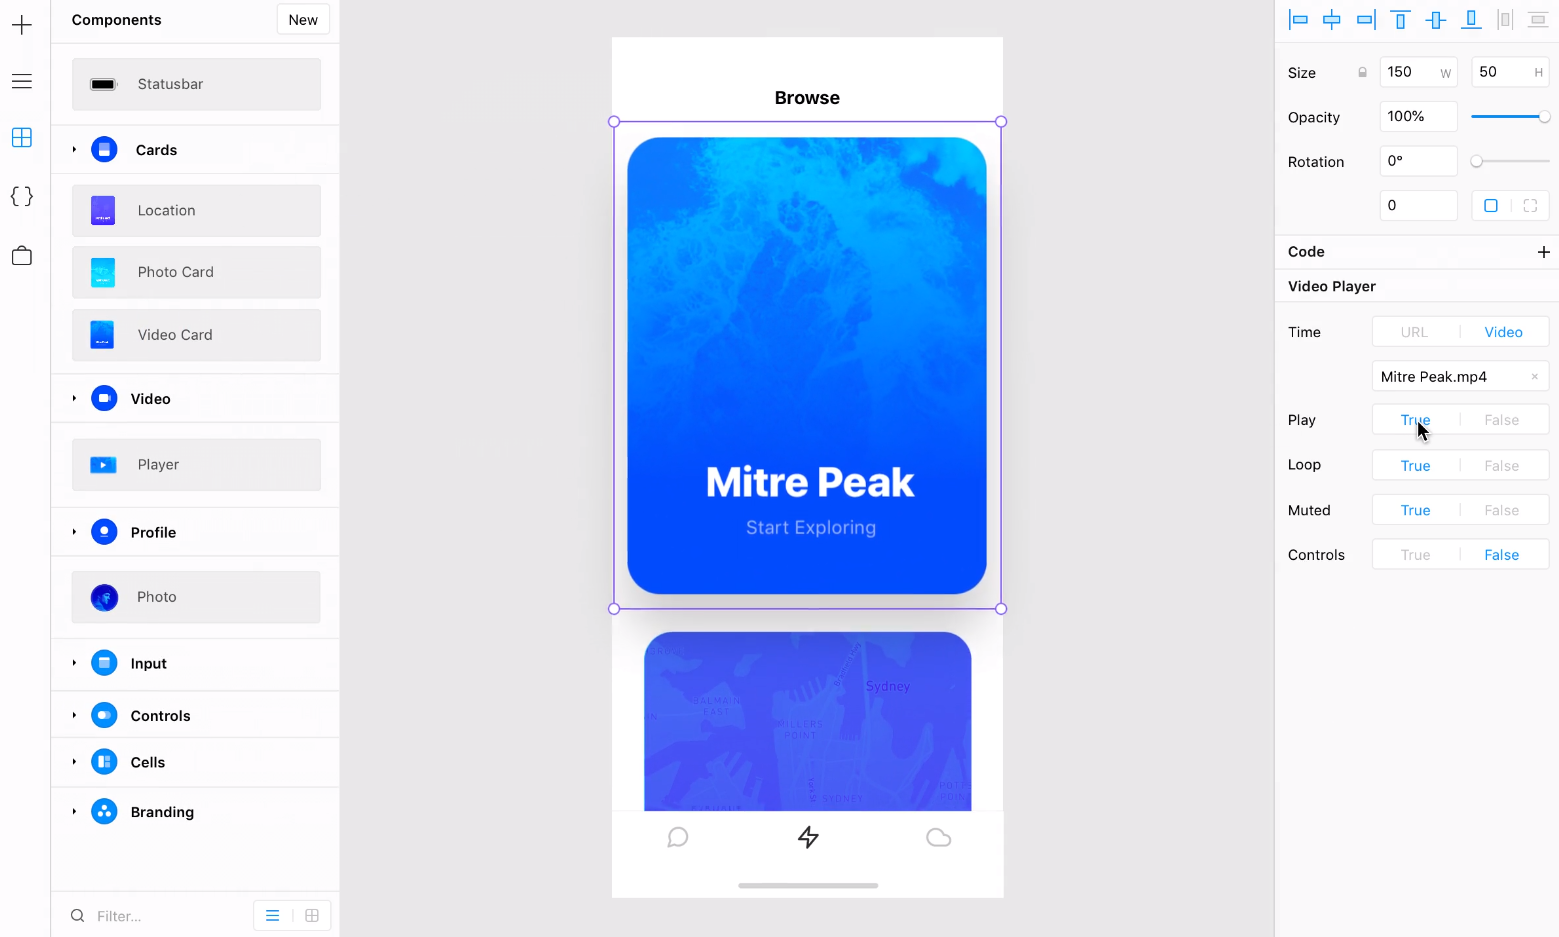 Components
New
Statusbar
Cards
Location
Photo Card
Video Card
Video
Player
Profile
Photo
Input
Controls
Cells
Branding
Filter...
Browse
Mitre Peak
Start Exploring
Sydney
BALMAIN
EAST
MILLERS
POINT
SYDNEY
Size
150 W
50 H
Opacity
100%
Rotation
0°
0
Code
Video Player
Time
URL
Video
Mitre Peak.mp4
Play
True
False
Loop
True
False
Muted
True
False
Controls
True
False